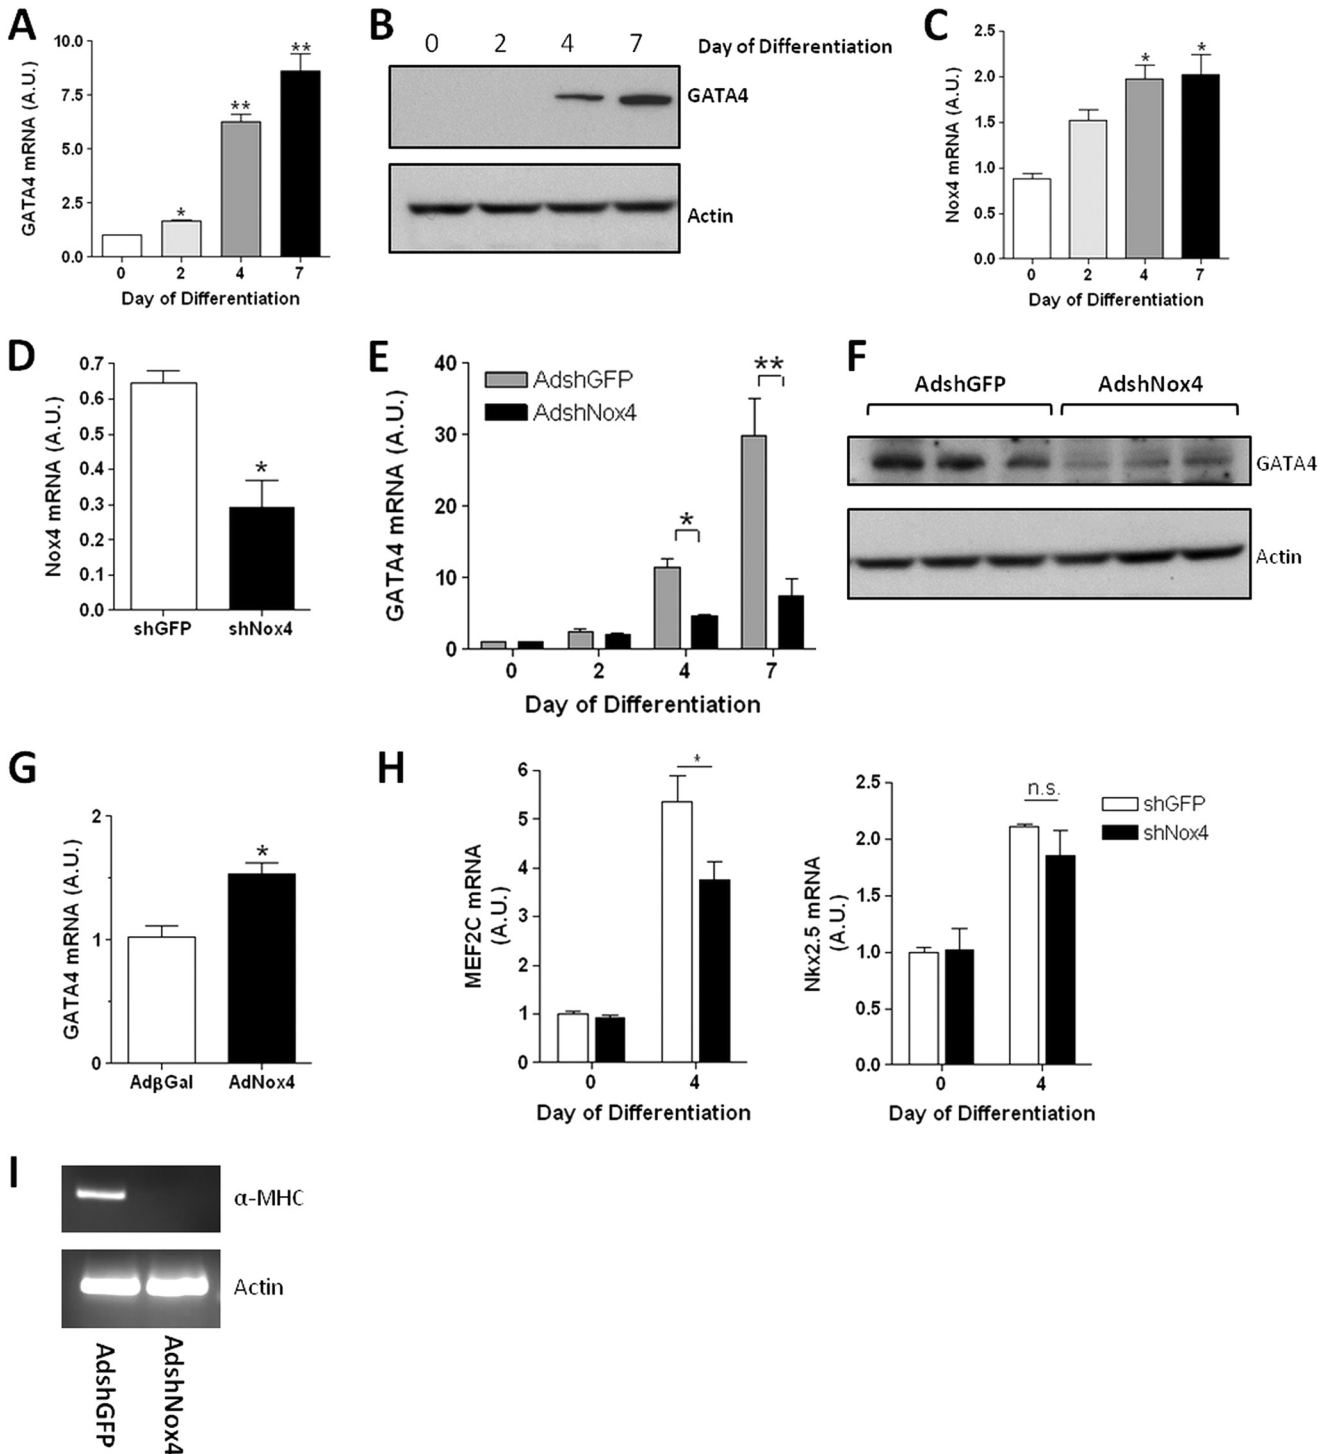 A
GATA4 mRNA (A.U.)
10.0
7.5
5.0
2.5
0.0
*
**
**
0 2 4 7
Day of Differentiation
B
0 2 4 7 Day of Differentiation
GATA4
Actin
C
Nox4 mRNA (A.U.)
2.5
2.0
1.5
1.0
0.5
0.0
* *
0 2 4 7
Day of Differentiation
D
Nox4 mRNA (A.U.)
0.7
0.6
0.5
0.4
0.3
0.2
0.1
0.0
*
shGFP shNox4
E
GATA4 mRNA (A.U.)
40
30
20
10
0
AdshGFP
AdshNox4
*
**
0 2 4 7
Day of Differentiation
F
AdshGFP AdshNox4
GATA4
Actin
G
GATA4 mRNA (A.U.)
2
1
0
*
AdβGal AdNox4
H
MEF2C mRNA
(A.U.)
6
5
4
3
2
1
0
*
0 4
Day of Differentiation
Nkx2.5 mRNA
(A.U.)
2.5
2.0
1.5
1.0
0.5
0.0
n.s.
0 4
Day of Differentiation
shGFP
shNox4
I
α-MHC
Actin
AdshGFP
AdshNox4